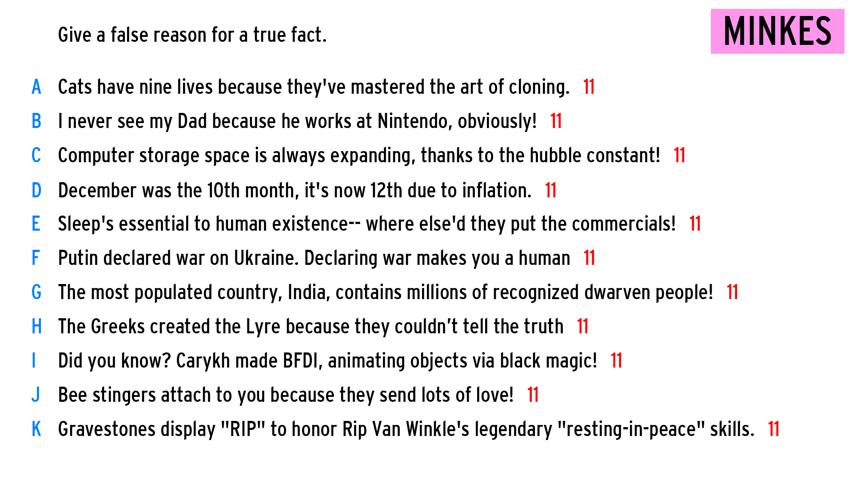 Give a false reason for a true fact.
MINKES
A Cats have nine lives because they've mastered the art of cloning. 11
B I never see my Dad because he works at Nintendo, obviously! 11
C Computer storage space is always expanding, thanks to the hubble constant! 11
D December was the 10th month, it's now 12th due to inflation. 11
E Sleep's essential to human existence-- where else'd they put the commercials! 11
F Putin declared war on Ukraine. Declaring war makes you a human 11
G The most populated country, India, contains millions of recognized dwarven people! 11
H The Greeks created the Lyre because they couldn’t tell the truth 11
I Did you know? Carykh made BFDI, animating objects via black magic! 11
J Bee stingers attach to you because they send lots of love! 11
K Gravestones display "RIP" to honor Rip Van Winkle's legendary "resting-in-peace" skills. 11